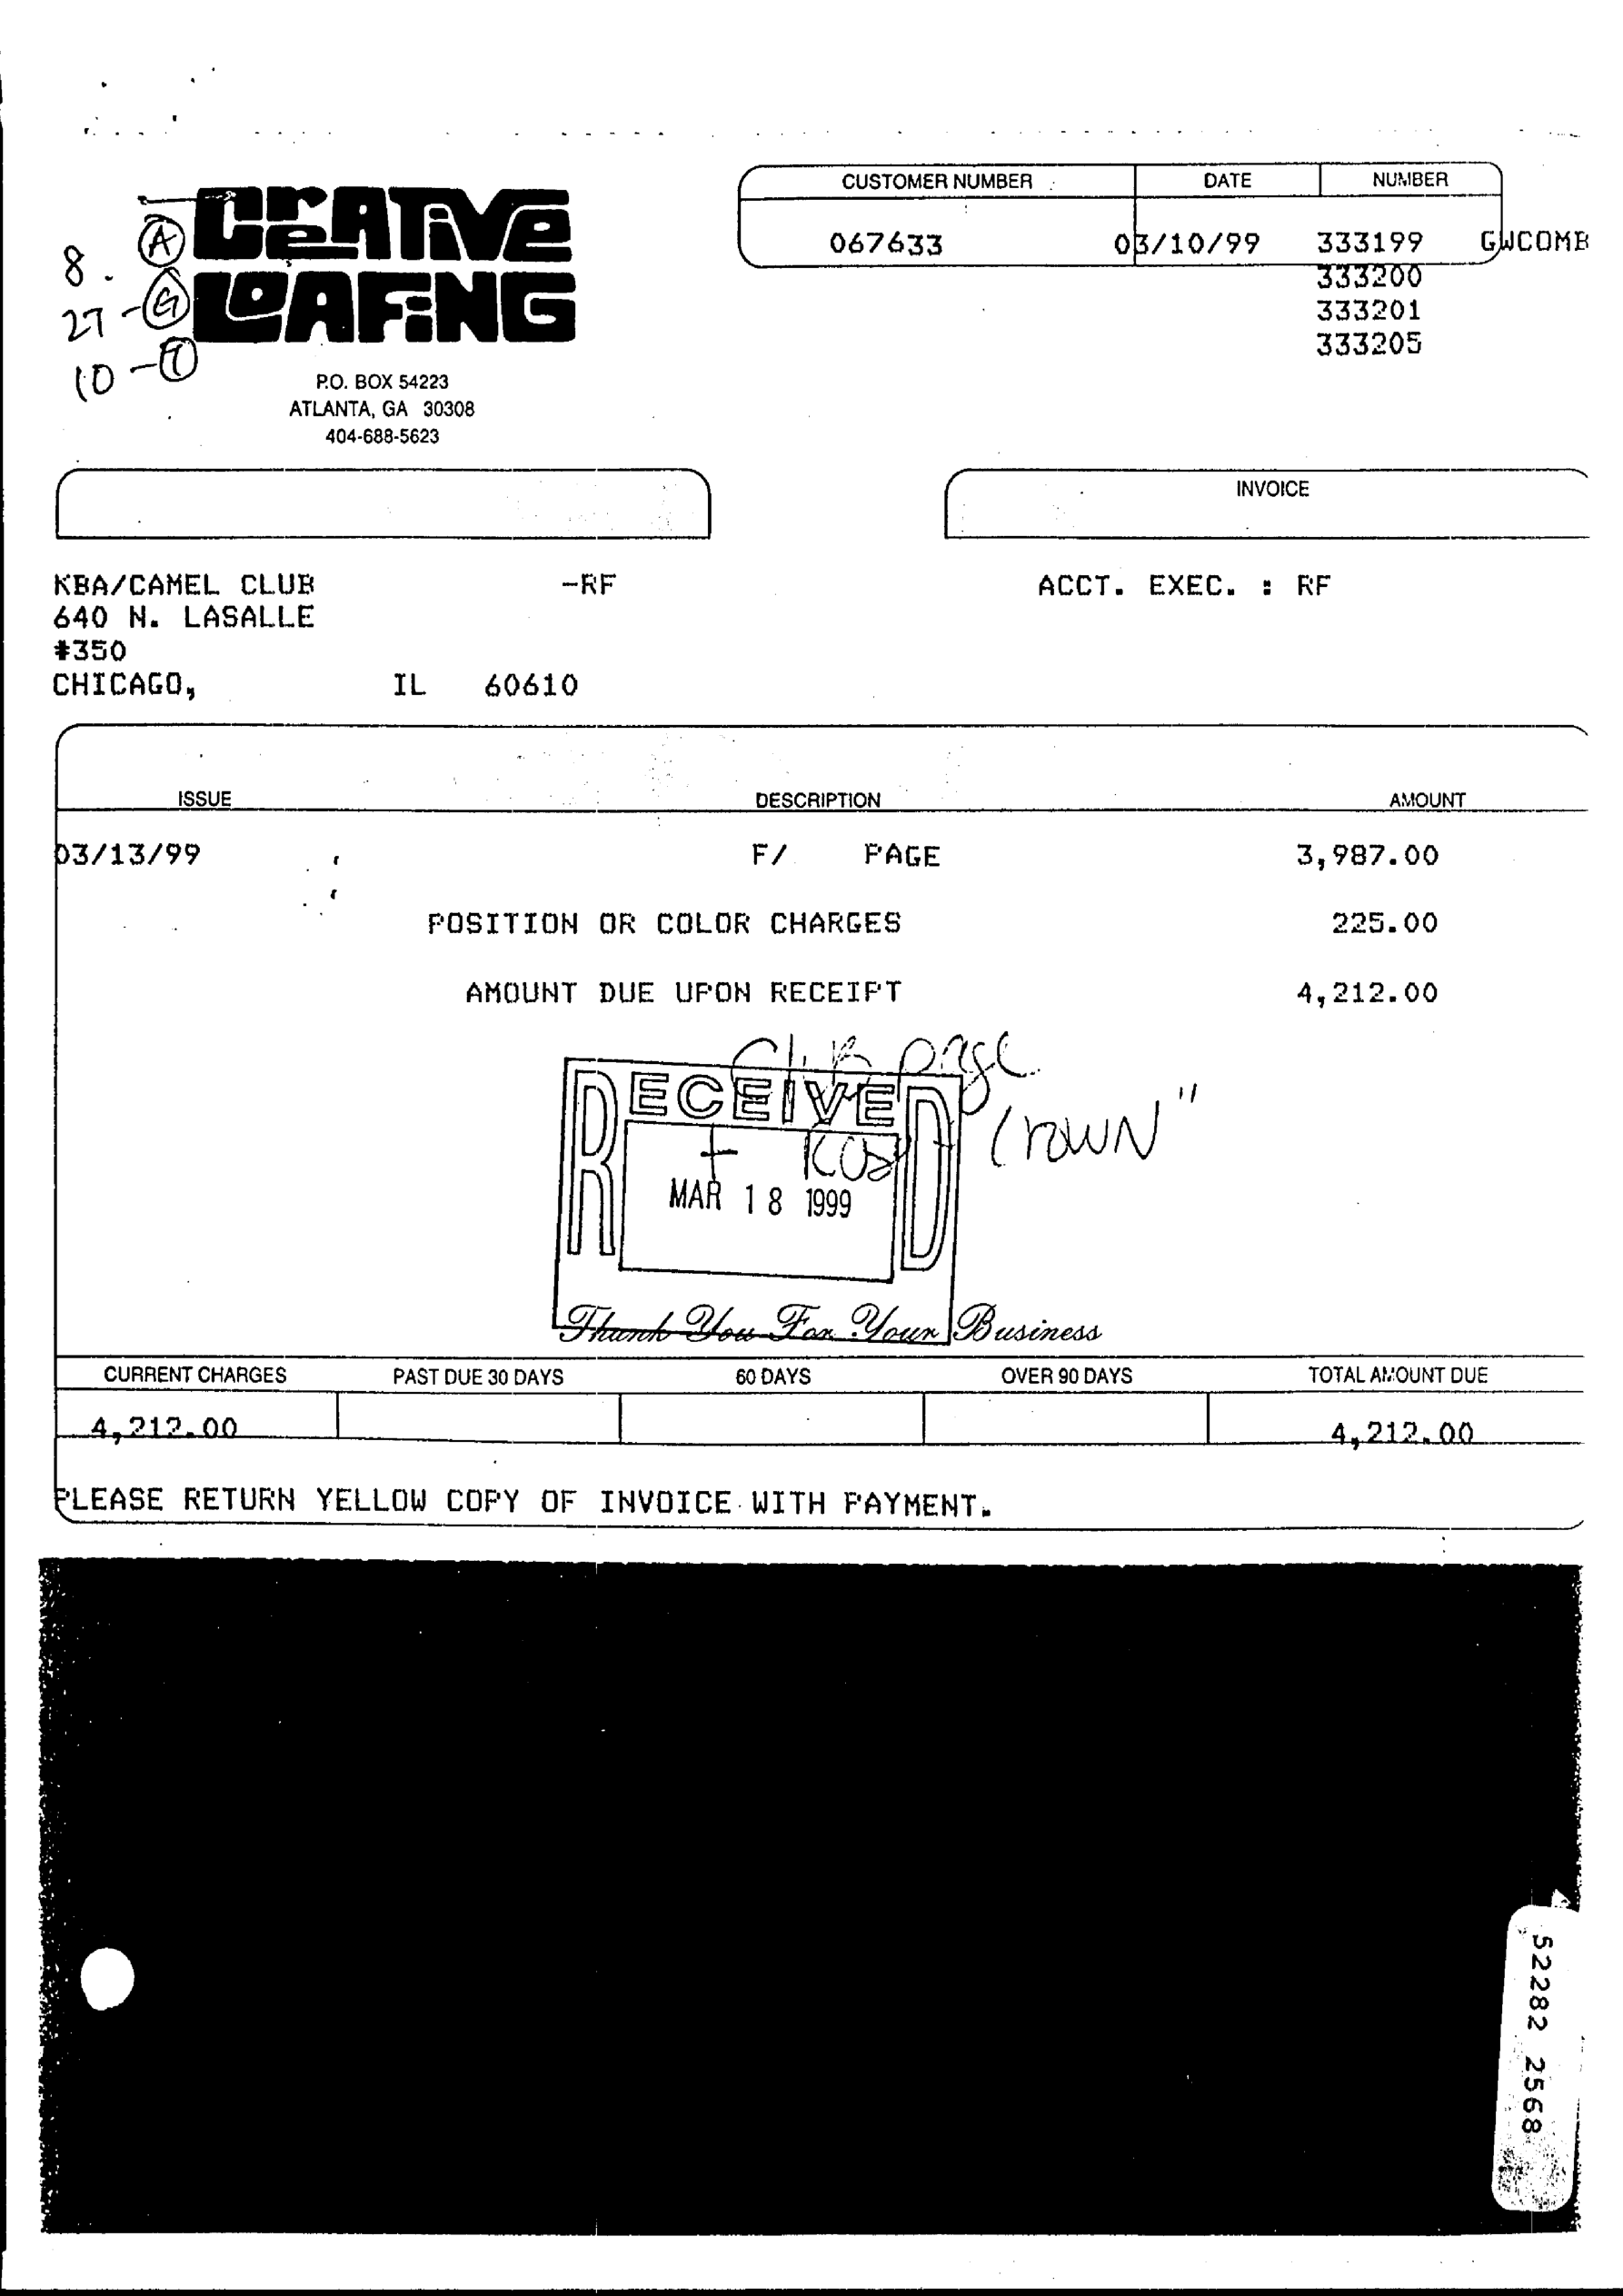 CREATIVE
LOAFING
8. A
27-G
10-
P.O. BOX 54223
ATLANTA, GA 30308
404-688-5623
CUSTOMER NUMBER DATE NUMBER
067633 03/10/99 333199 GWCOMB
333200
333201
333205
INVOICE
KBA/CAMEL CLUB -RF ACCT. EXEC. : RF
640 N. LASALLE
#350
CHICAGO, IL 60610
ISSUE DESCRIPTION AMOUNT
03/13/99 F/ PAGE 3,987.00
POSITION OR COLOR CHARGES 225.00
AMOUNT DUE UPON RECEIPT 4,212.00
Club page
RECEIVED
+ Crown"
MAR 18 1999
Thank You For Your Business
CURRENT CHARGES PAST DUE 30 DAYS 60 DAYS OVER 90 DAYS TOTAL AMOUNT DUE
4,212.00 4,212.00
PLEASE RETURN YELLOW COPY OF INVOICE WITH PAYMENT.
52282 2568